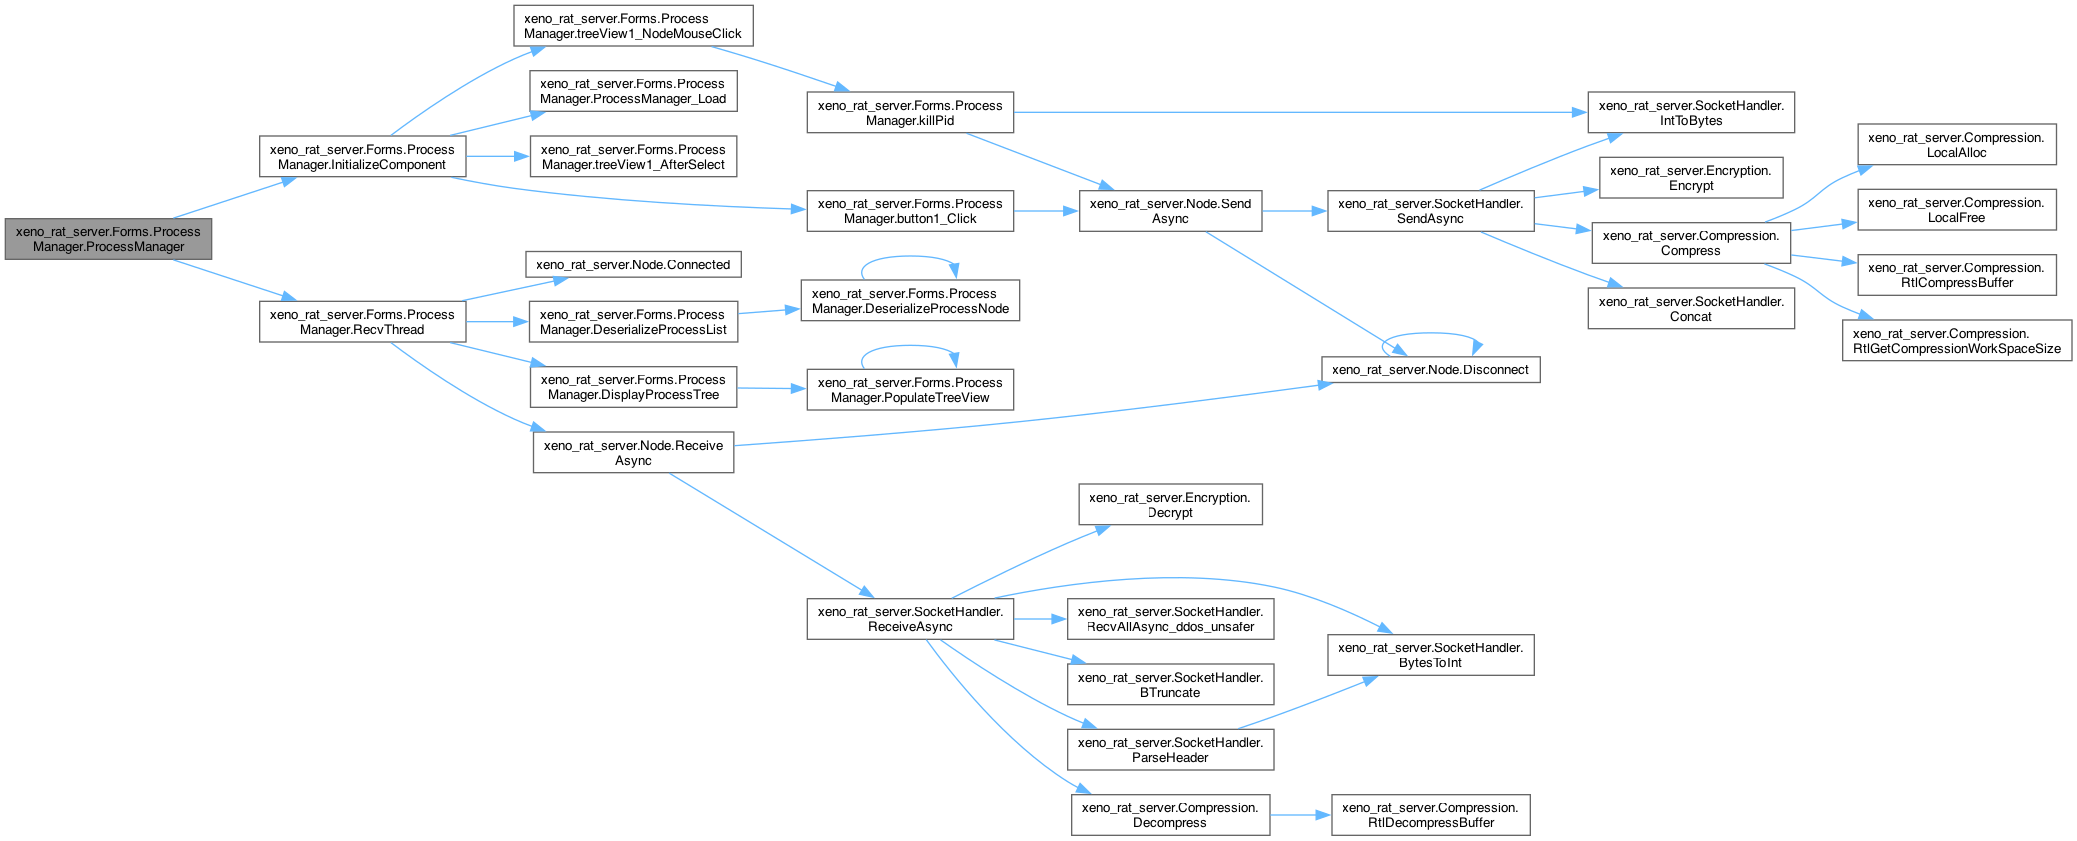 xeno_rat_server.Forms.Process
Manager.ProcessManager
xeno_rat_server.Forms.Process
Manager.InitializeComponent
xeno_rat_server.Forms.Process
Manager.treeView1_NodeMouseClick
xeno_rat_server.Forms.Process
Manager.ProcessManager_Load
xeno_rat_server.Forms.Process
Manager.treeView1_AfterSelect
xeno_rat_server.Forms.Process
Manager.killPid
xeno_rat_server.Forms.Process
Manager.button1_Click
xeno_rat_server.Node.Send
Async
xeno_rat_server.SocketHandler.
SendAsync
xeno_rat_server.SocketHandler.
IntToBytes
xeno_rat_server.Encryption.
Encrypt
xeno_rat_server.Compression.
Compress
xeno_rat_server.SocketHandler.
Concat
xeno_rat_server.Compression.
LocalAlloc
xeno_rat_server.Compression.
LocalFree
xeno_rat_server.Compression.
RtlCompressBuffer
xeno_rat_server.Compression.
RtlGetCompressionWorkSpaceSize
xeno_rat_server.Forms.Process
Manager.RecvThread
xeno_rat_server.Node.Connected
xeno_rat_server.Forms.Process
Manager.DeserializeProcessList
xeno_rat_server.Forms.Process
Manager.DeserializeProcessNode
xeno_rat_server.Forms.Process
Manager.DisplayProcessTree
xeno_rat_server.Forms.Process
Manager.PopulateTreeView
xeno_rat_server.Node.Disconnect
xeno_rat_server.Node.Receive
Async
xeno_rat_server.SocketHandler.
ReceiveAsync
xeno_rat_server.Encryption.
Decrypt
xeno_rat_server.SocketHandler.
RecvAllAsync_ddos_unsafer
xeno_rat_server.SocketHandler.
BTruncate
xeno_rat_server.SocketHandler.
ParseHeader
xeno_rat_server.SocketHandler.
BytesToInt
xeno_rat_server.Compression.
Decompress
xeno_rat_server.Compression.
RtlDecompressBuffer